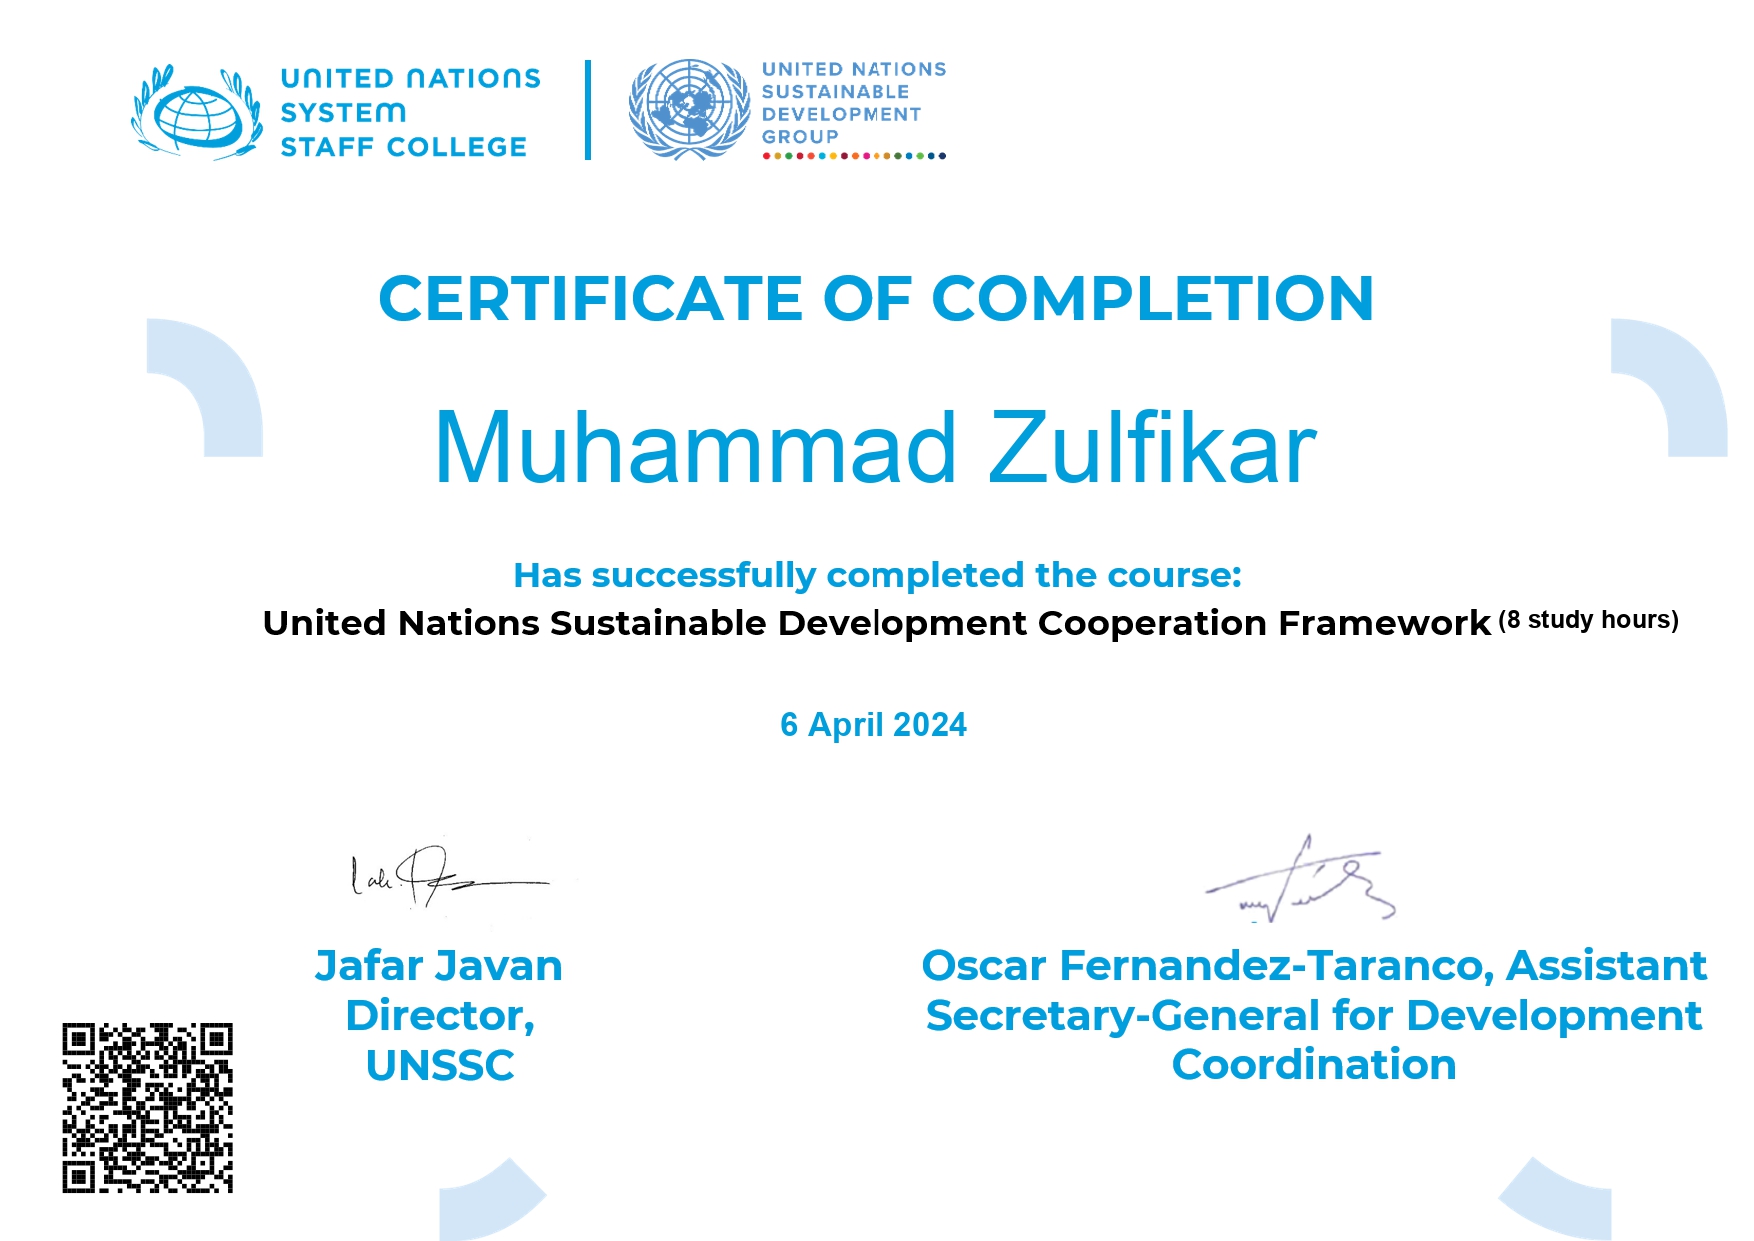 UNITED NATIONS
SYSTEM
STAFF COLLEGE
UNITED NATIONS
SUSTAINABLE
DEVELOPMENT
GROUP
CERTIFICATE OF COMPLETION
Muhammad Zulfikar
Has successfully completed the course:
United Nations Sustainable Development Cooperation Framework (8 study hours)
6 April 2024
Jafar Javan
Director,
UNSSC
Oscar Fernandez-Taranco, Assistant
Secretary-General for Development
Coordination